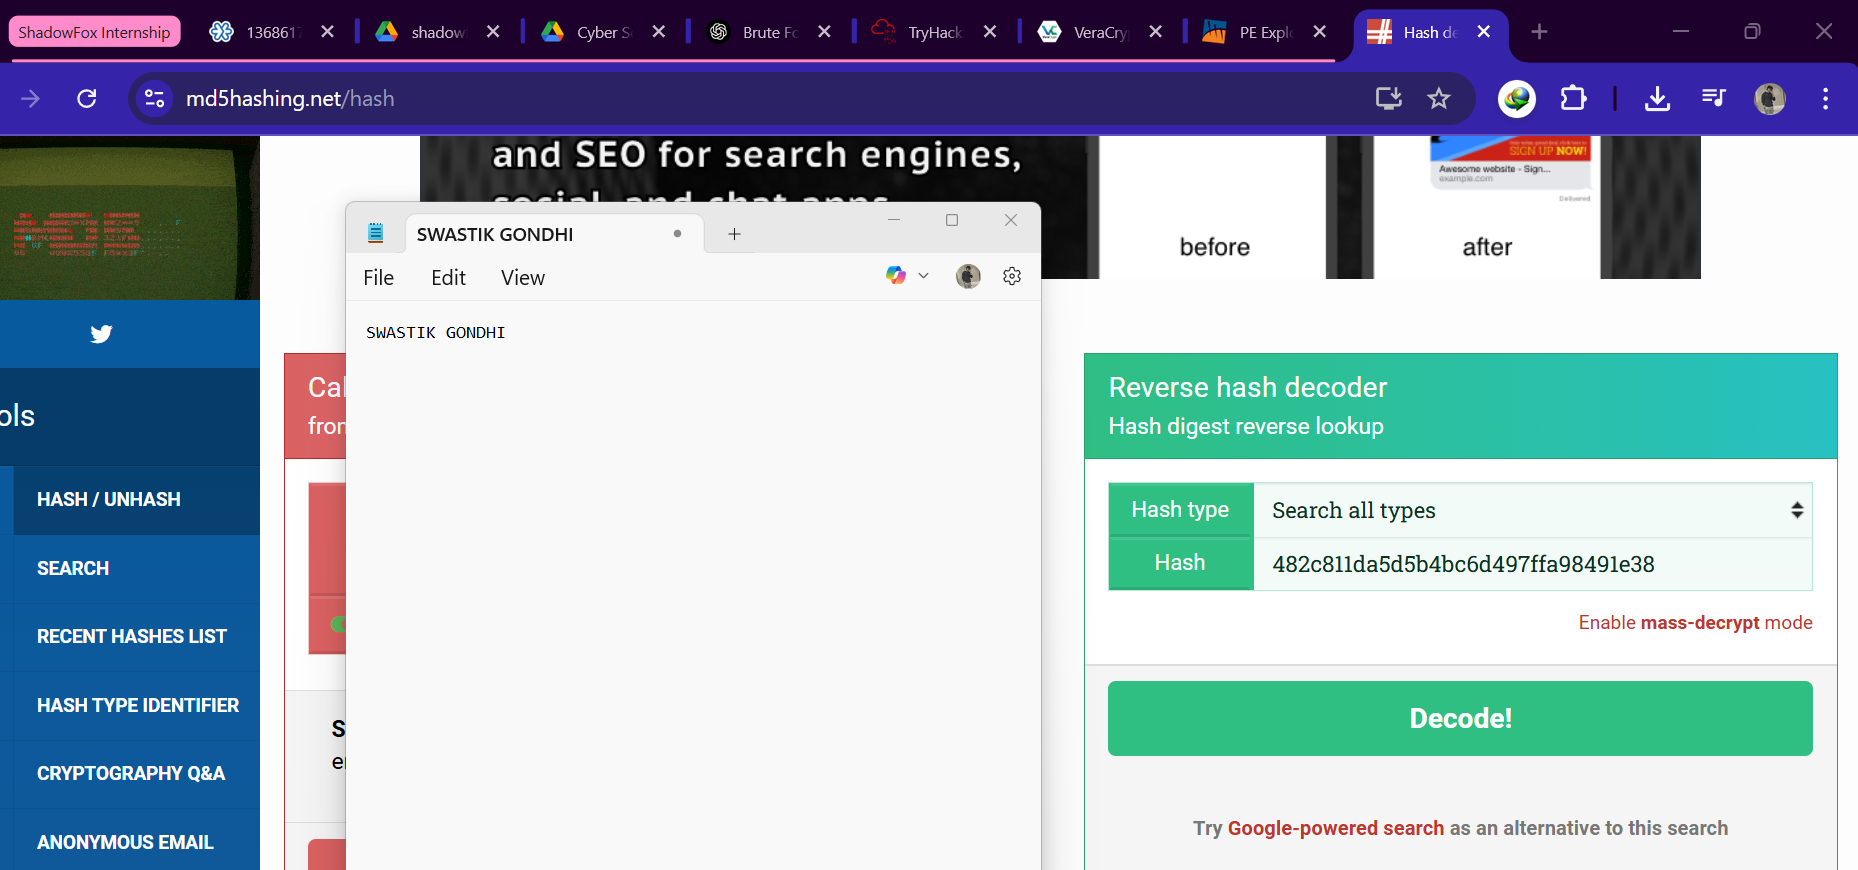 ShadowFox Internship
1368617
shadow
Cyber S
Brute Fo
TryHack
VeraCry
PE Expl
Hash de
md5hashing.net/hash
and SEO for search engines,
social and chat apps
SIGN UP NOW!
Awesome website - Sign...
example.com
Delivered
before
after
SWASTIK GONDHI
File
Edit
View
SWASTIK GONDHI
ols
HASH / UNHASH
SEARCH
RECENT HASHES LIST
HASH TYPE IDENTIFIER
CRYPTOGRAPHY Q&A
ANONYMOUS EMAIL
Cal
fron
S
Reverse hash decoder
Hash digest reverse lookup
Hash type
Search all types
Hash
482c811da5d5b4bc6d497ffa98491e38
Enable mass-decrypt mode
Decode!
Try Google-powered search as an alternative to this search